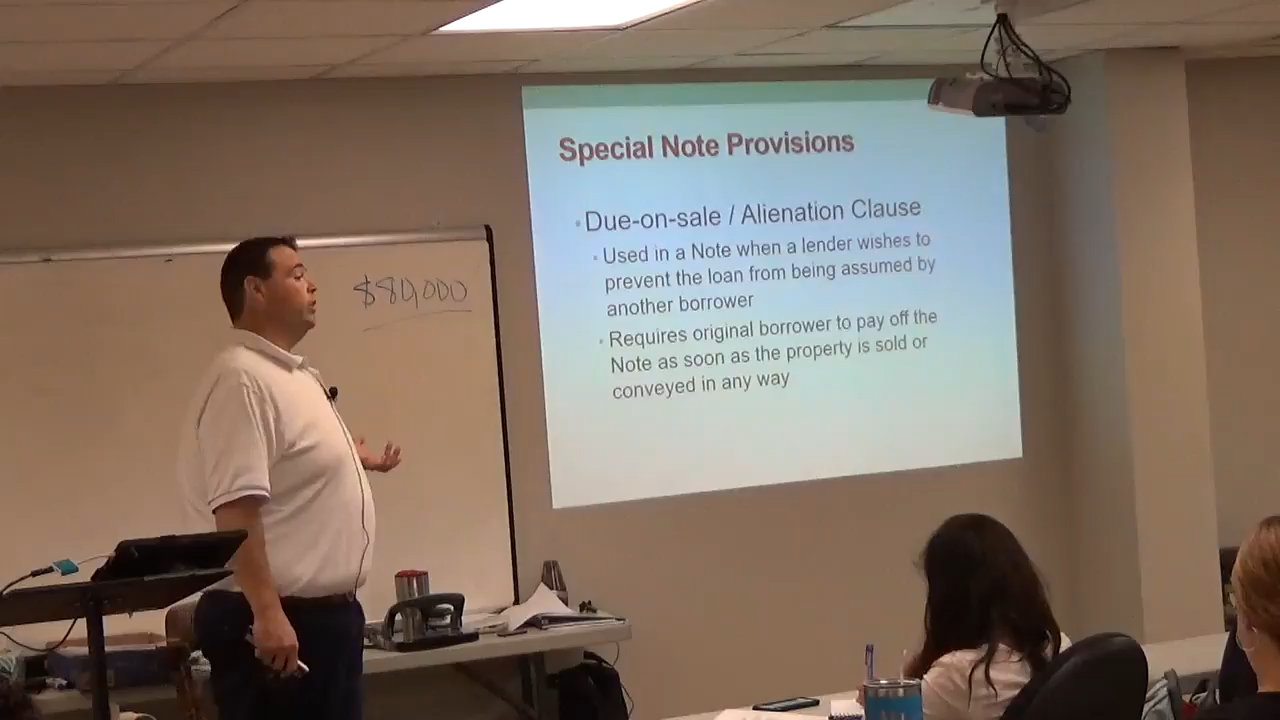 $80,000
Special Note Provisions
• Due-on-sale / Alienation Clause
• Used in a Note when a lender wishes to
prevent the loan from being assumed by
another borrower
• Requires original borrower to pay off the
Note as soon as the property is sold or
conveyed in any way